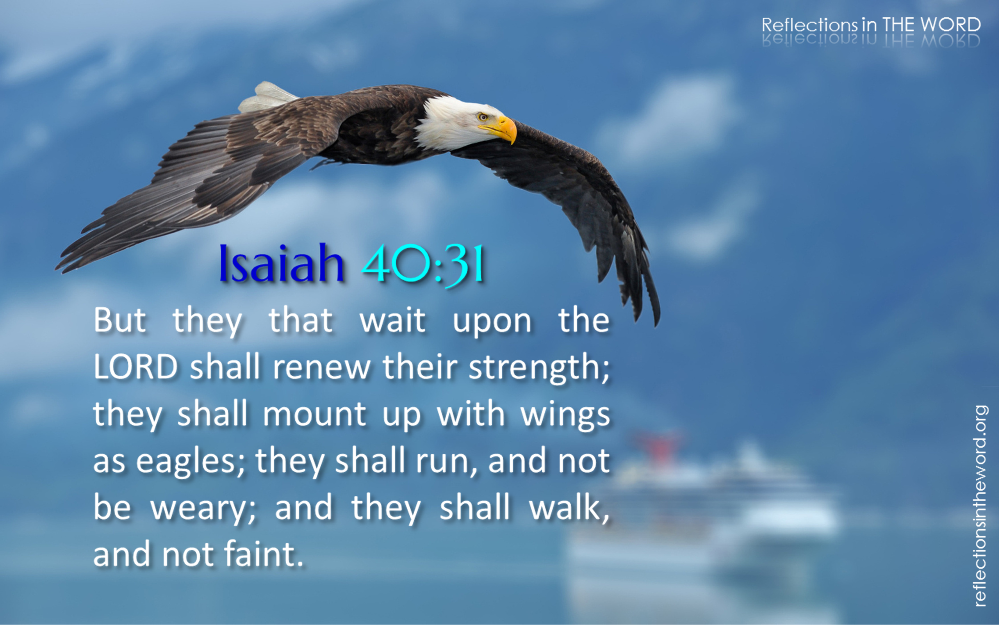 Reflections in THE WORD
Isaiah 40:31
But they that wait upon the
LORD shall renew their strength;
they shall mount up with wings
as eagles; they shall run, and not
be weary; and they shall walk,
and not faint.
reflectionsintheword.org